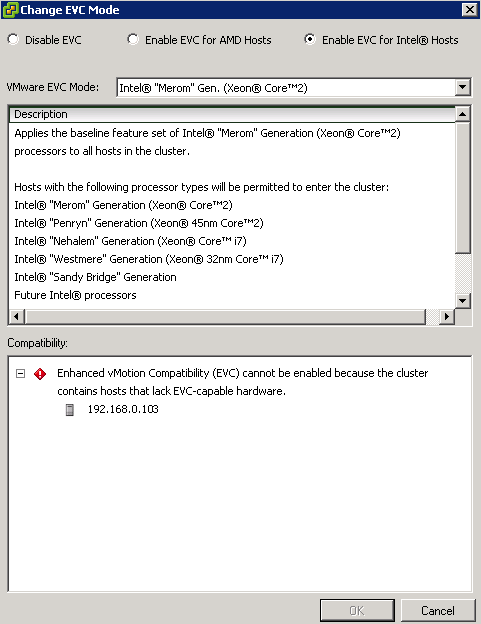 Change EVC Mode
Disable EVC
Enable EVC for AMD Hosts
Enable EVC for Intel® Hosts
VMware EVC Mode:
Intel® "Merom" Gen. (Xeon® Core™2)
Description
Applies the baseline feature set of Intel® "Merom" Generation (Xeon® Core™2)
processors to all hosts in the cluster.
Hosts with the following processor types will be permitted to enter the cluster:
Intel® "Merom" Generation (Xeon® Core™2)
Intel® "Penryn" Generation (Xeon® 45nm Core™2)
Intel® "Nehalem" Generation (Xeon® Core™ i7)
Intel® "Westmere" Generation (Xeon® 32nm Core™ i7)
Intel® "Sandy Bridge" Generation
Future Intel® processors
Compatibility:
Enhanced vMotion Compatibility (EVC) cannot be enabled because the cluster
contains hosts that lack EVC-capable hardware.
192.168.0.103
OK
Cancel